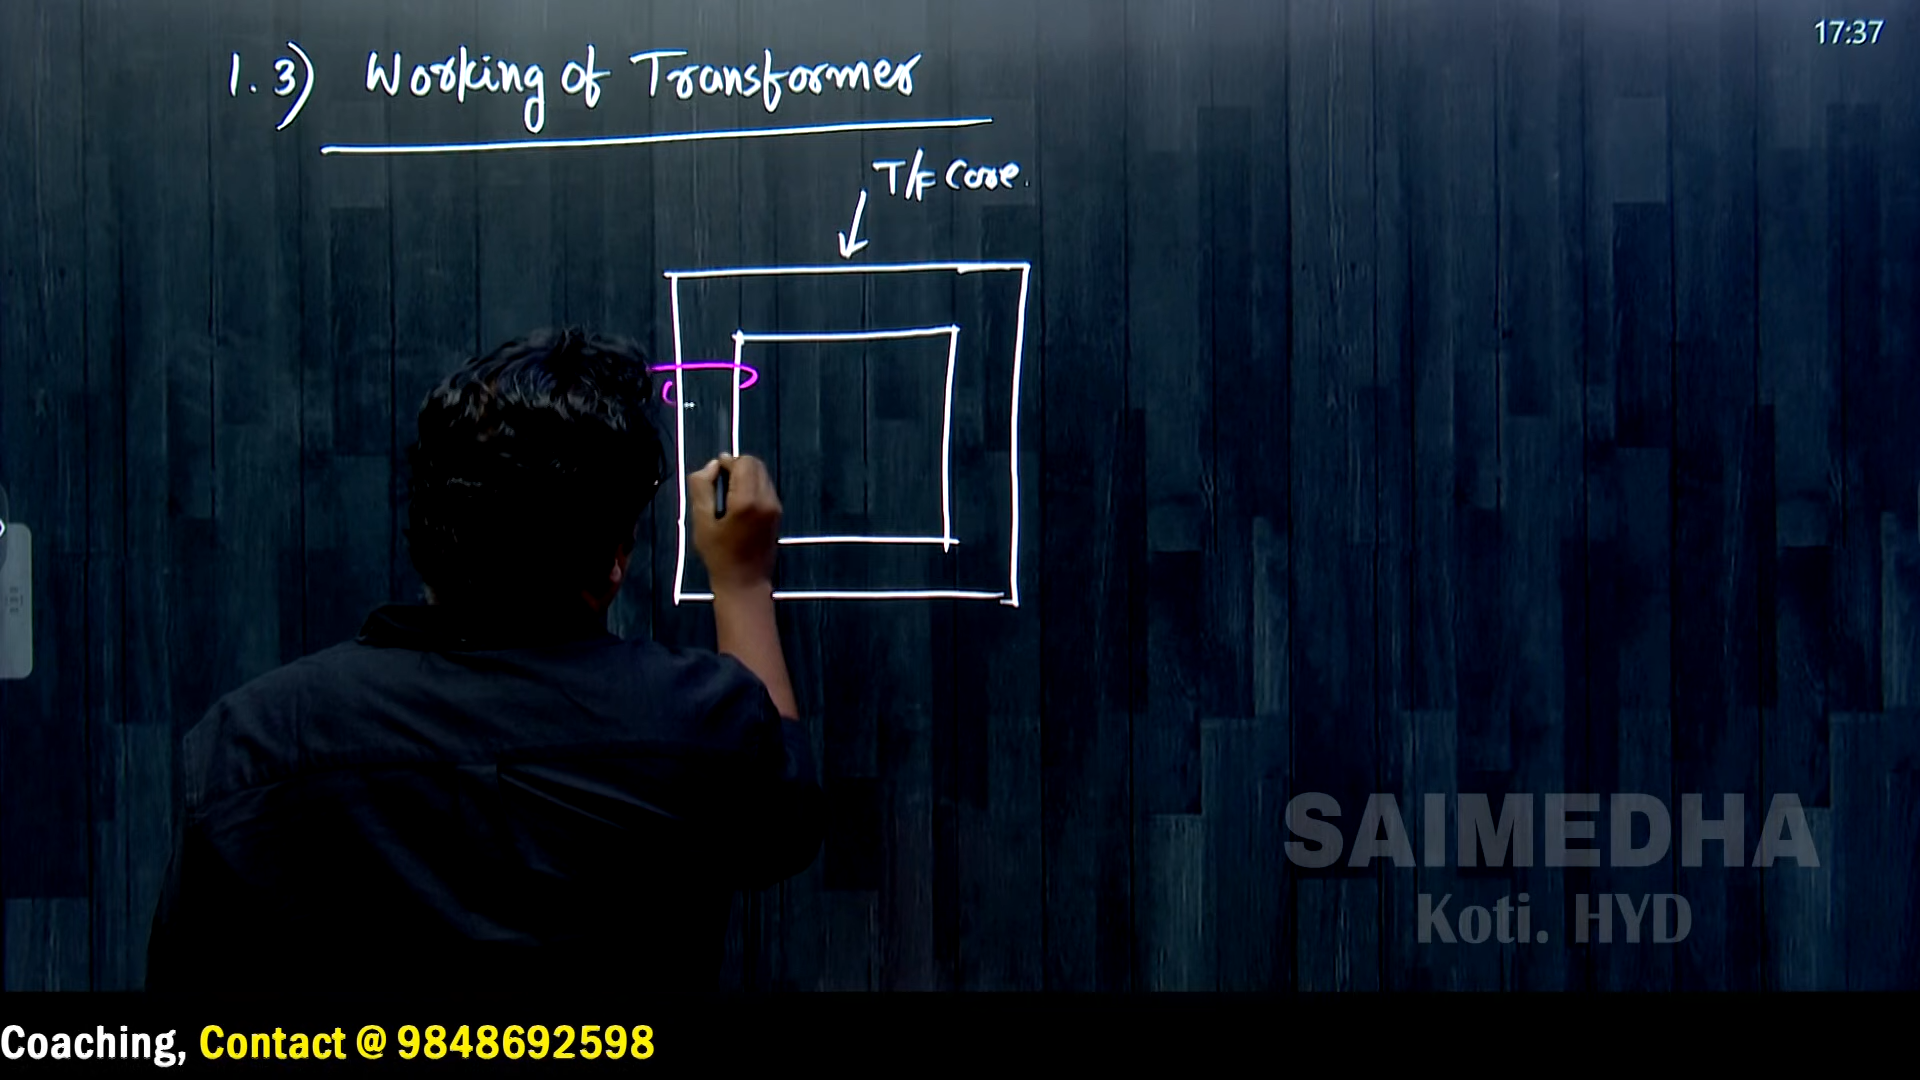 17:37
1.3) Working of Transformer
T/F Core.
SAIMEDHA
Koti. HYD
Coaching, Contact @ 9848692598